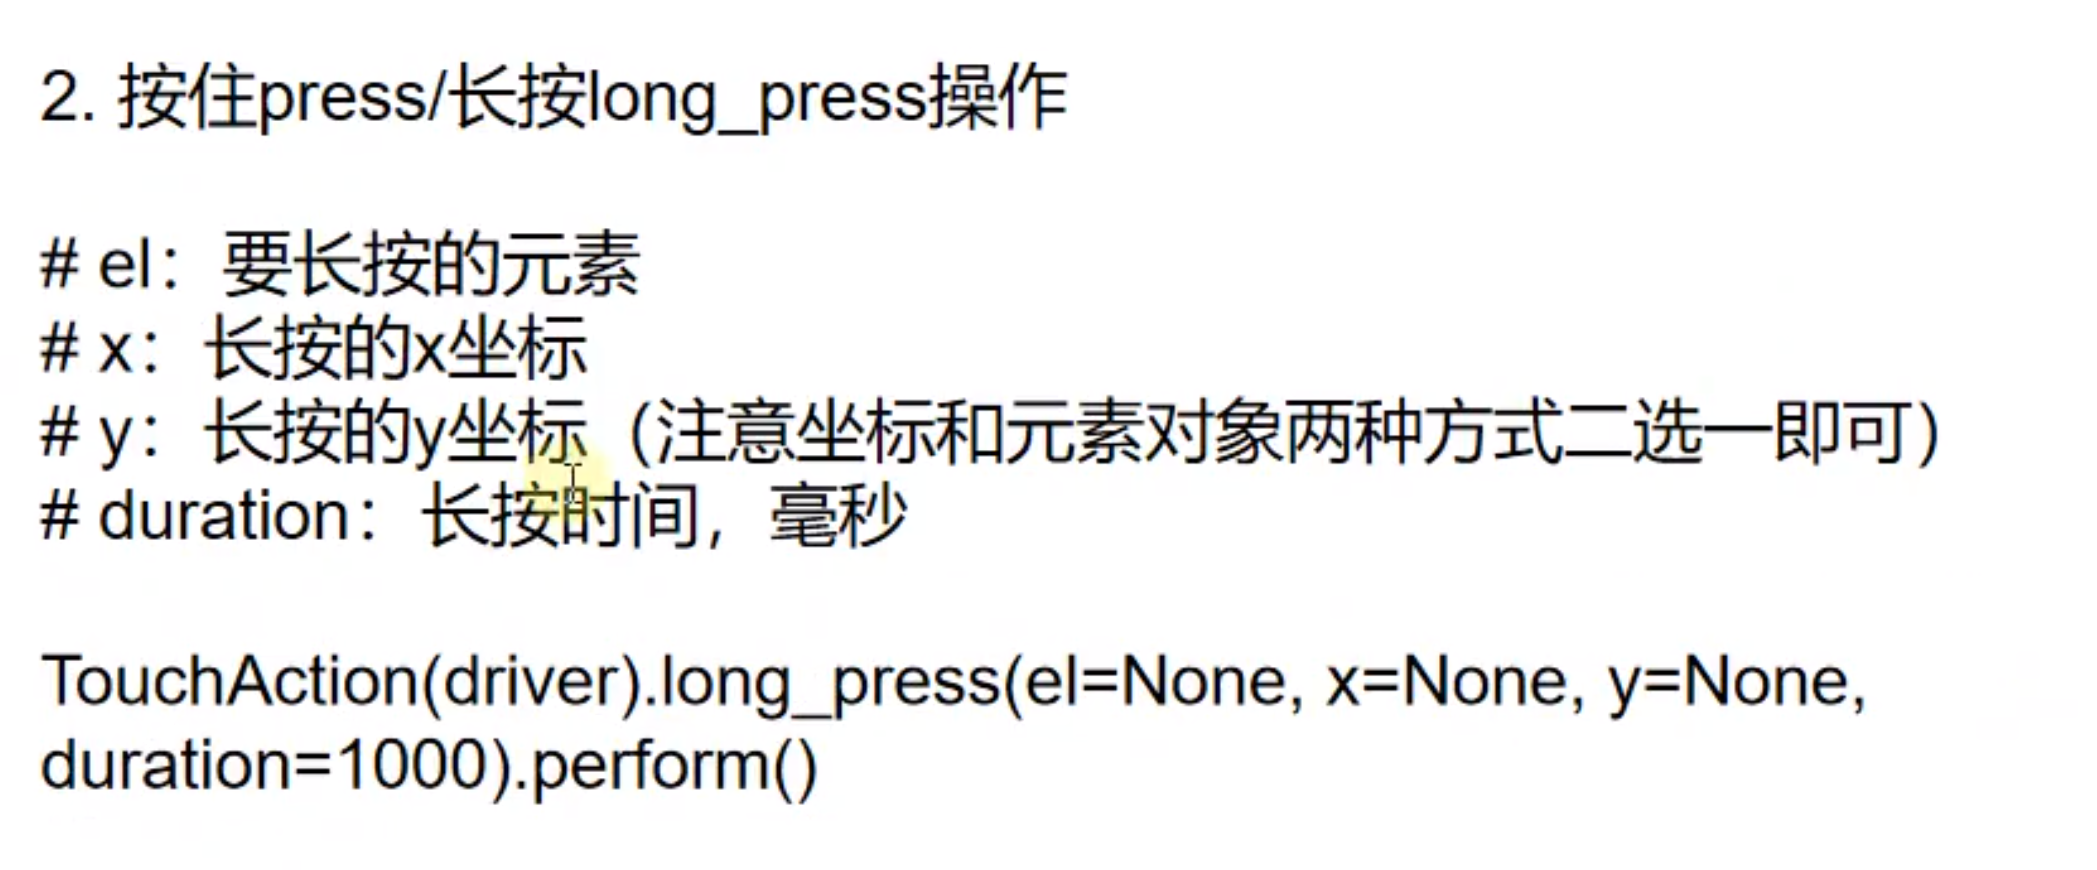 2. 按住press/长按long_press操作
# el：要长按的元素
# x：长按的x坐标
# y：长按的y坐标（注意坐标和元素对象两种方式二选一即可）
# duration：长按时间，毫秒
TouchAction(driver).long_press(el=None, x=None, y=None,
duration=1000).perform()